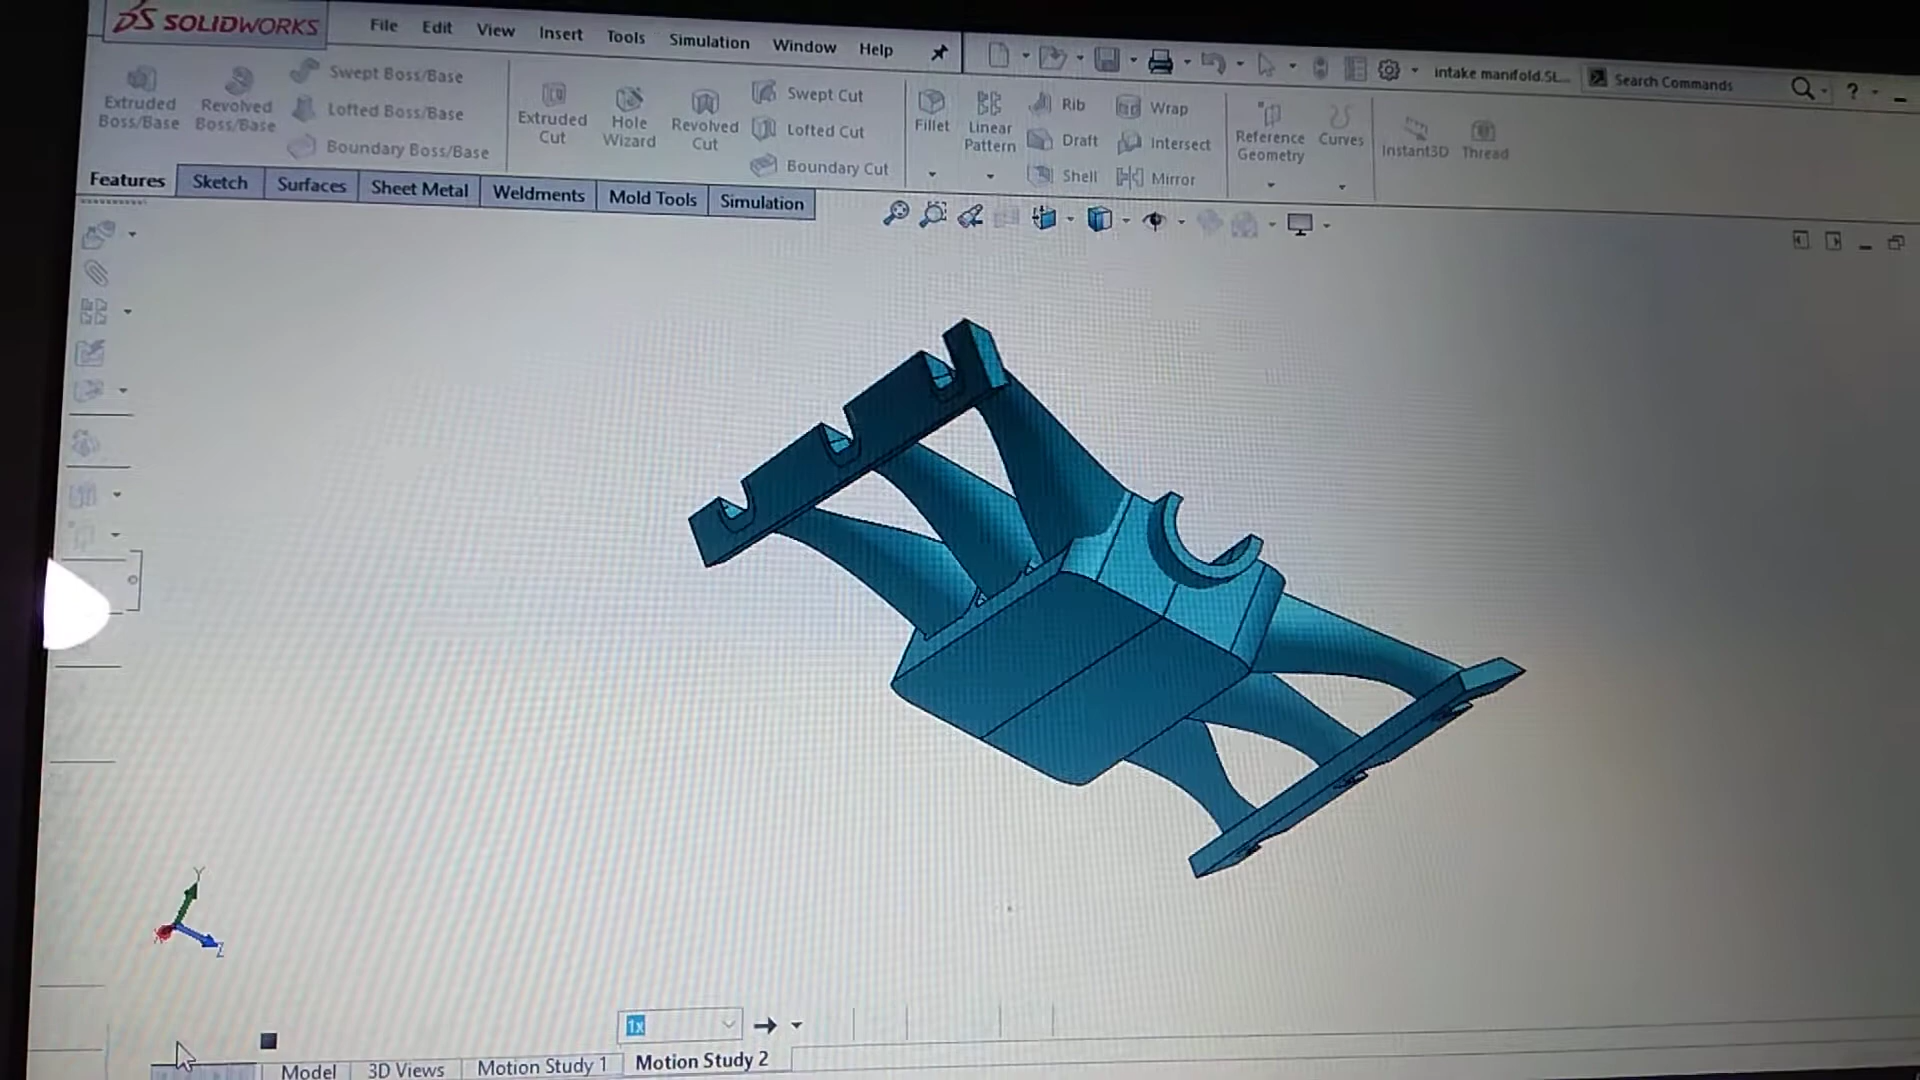 SOLIDWORKS File Edit View Insert Tools Simulation Window Help intake manifold.SL... Search Commands ?
Extruded Boss/Base
Revolved Boss/Base
Swept Boss/Base
Lofted Boss/Base
Boundary Boss/Base
Extruded Cut
Hole Wizard
Revolved Cut
Swept Cut
Lofted Cut
Boundary Cut
Fillet
Linear Pattern
Rib
Draft
Shell
Wrap
Intersect
Mirror
Reference Geometry
Curves
Instant3D
Thread
Features Sketch Surfaces Sheet Metal Weldments Mold Tools Simulation
Y
Z
1x
Model 3D Views Motion Study 1 Motion Study 2